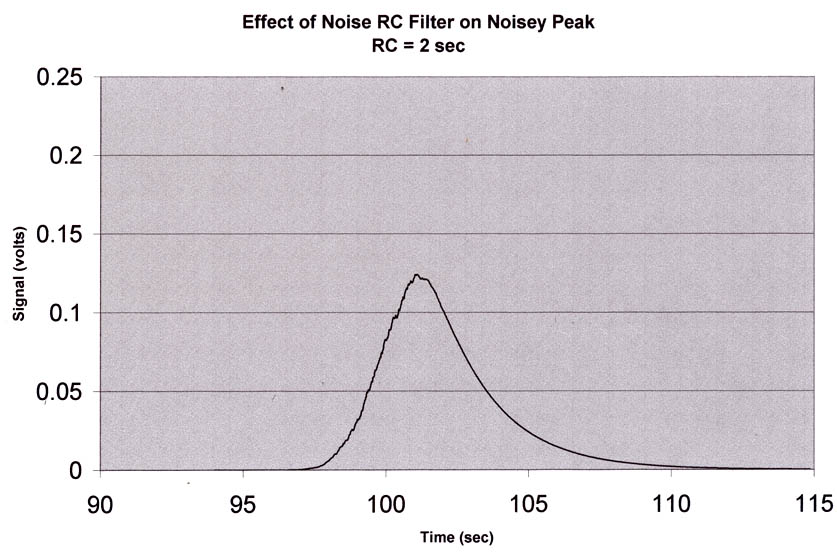 Effect of Noise RC Filter on Noisey Peak
RC = 2 sec
0.25
0.2
0.15
0.1
0.05
0
Signal (volts)
90 95 100 105 110 115
Time (sec)